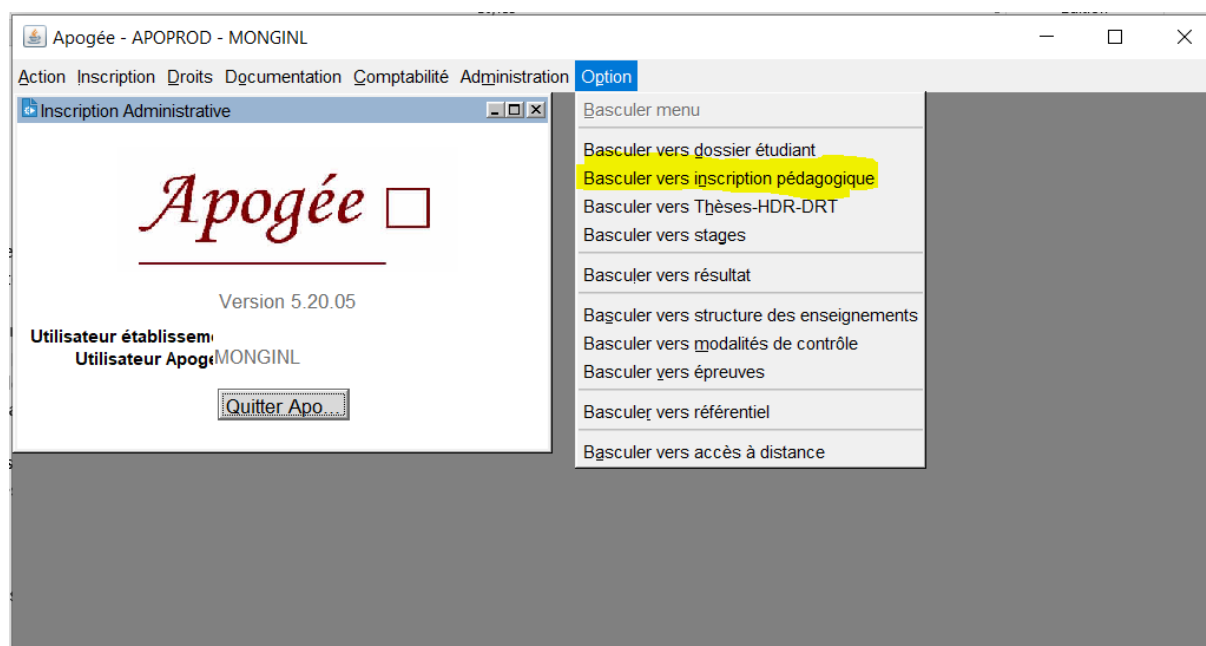 Apogée - APOPROD - MONGINL
Action Inscription Droits Documentation Comptabilité Administration Option
Inscription Administrative
Apogée
Version 5.20.05
Utilisateur établissem
Utilisateur Apogé
MONGINL
Quitter Apo...
Basculer menu
Basculer vers dossier étudiant
Basculer vers inscription pédagogique
Basculer vers Thèses-HDR-DRT
Basculer vers stages
Basculer vers résultat
Basculer vers structure des enseignements
Basculer vers modalités de contrôle
Basculer vers épreuves
Basculer vers référentiel
Basculer vers accès à distance